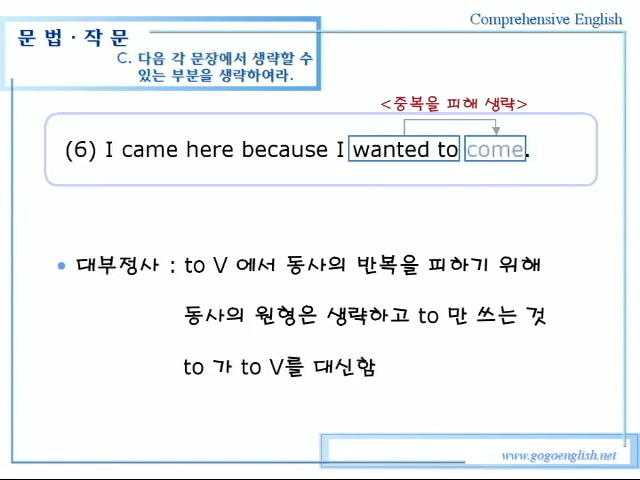 Comprehensive English
문 법 · 작 문
C. 다음 각 문장에서 생략할 수
있는 부분을 생략하여라.
<중복을 피해 생략>
(6) I came here because I wanted to come.
• 대부정사 : to V 에서 동사의 반복을 피하기 위해
동사의 원형은 생략하고 to 만 쓰는 것
to 가 to V를 대신함
www.gogoenglish.net